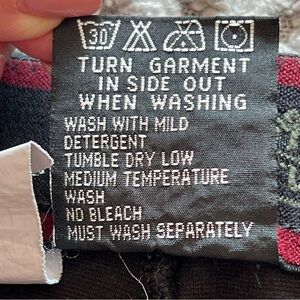 30
TURN GARMENT
IN SIDE OUT
WHEN WASHING
WASH WITH MILD
DETERGENT
TUMBLE DRY LOW
MEDIUM TEMPERATURE
WASH
NO BLEACH
MUST WASH SEPARATELY